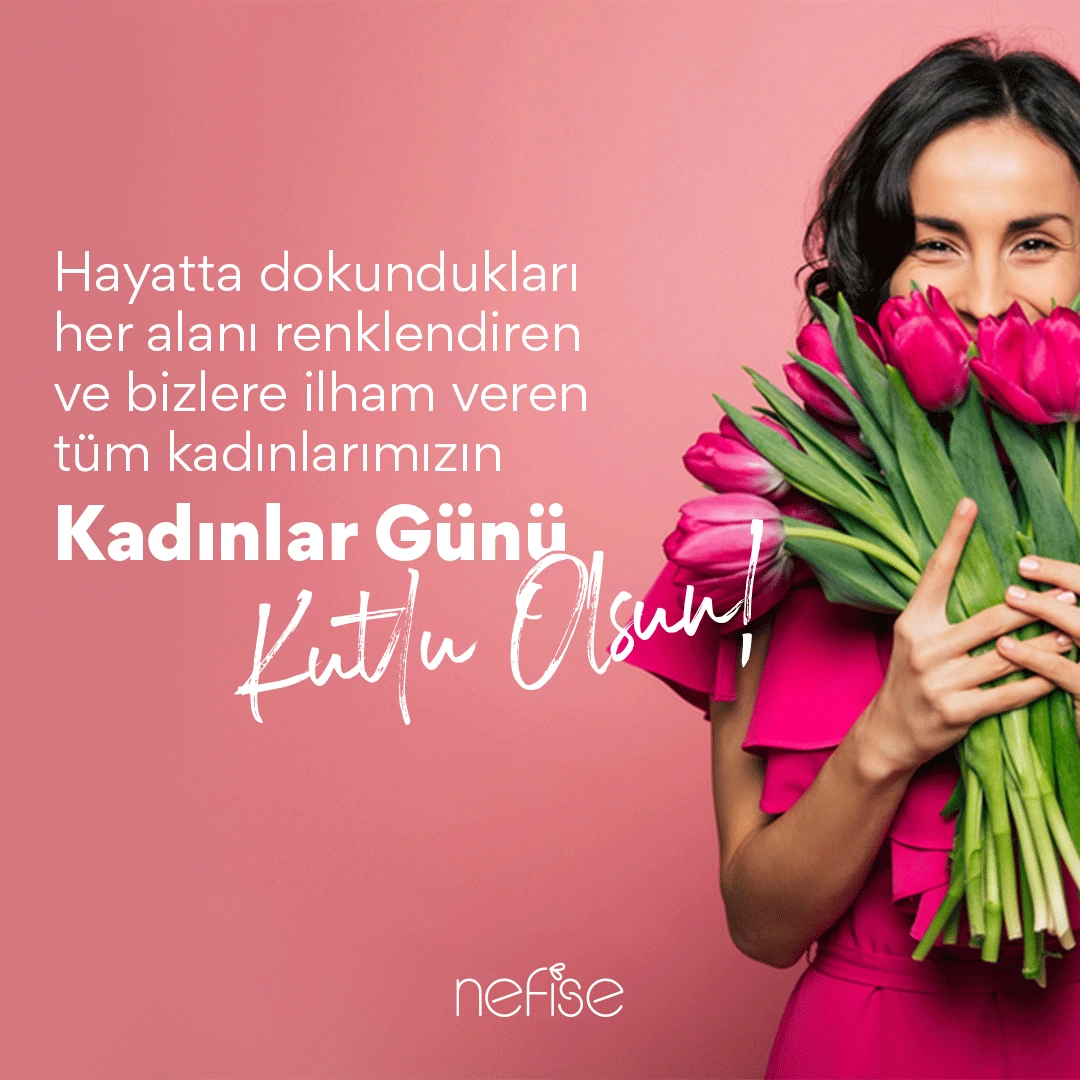 Hayatta dokundukları
her alanı renklendiren
ve bizlere ilham veren
tüm kadınlarımızın
Kadınlar Günü
Kutlu Olsun!
nefise